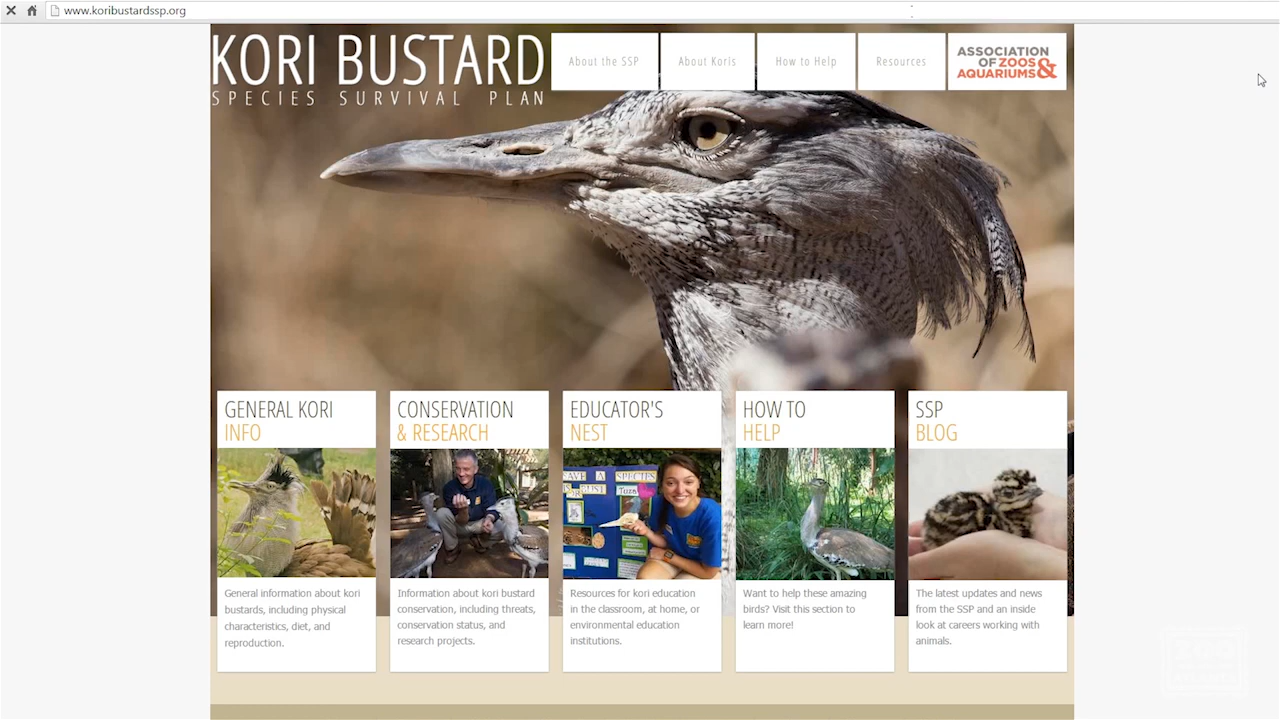 www.koribustardssp.org
KORI BUSTARD
SPECIES SURVIVAL PLAN
About the SSP
About Koris
How to Help
Resources
ASSOCIATION
OF ZOOS
AQUARIUMS &
GENERAL KORI
INFO
General information about kori
bustards, including physical
characteristics, diet, and
reproduction.
CONSERVATION
& RESEARCH
Information about kori bustard
conservation, including threats,
conservation status, and
research projects.
EDUCATOR'S
NEST
SAVE A SPECIES
Resources for kori education
in the classroom, at home, or
environmental education
institutions.
HOW TO
HELP
Want to help these amazing
birds? Visit this section to
learn more!
SSP
BLOG
The latest updates and news
from the SSP and an inside
look at careers working with
animals.